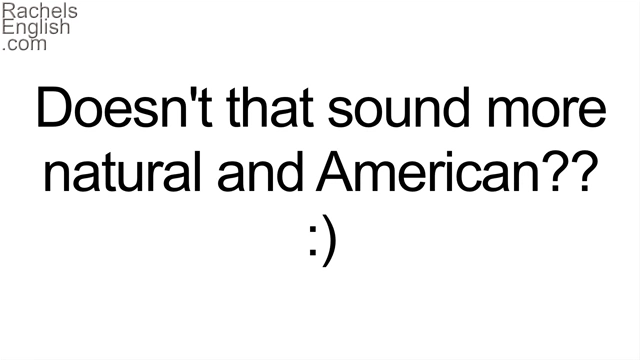 Rachels
English
.com
Doesn't that sound more
natural and American??
:)